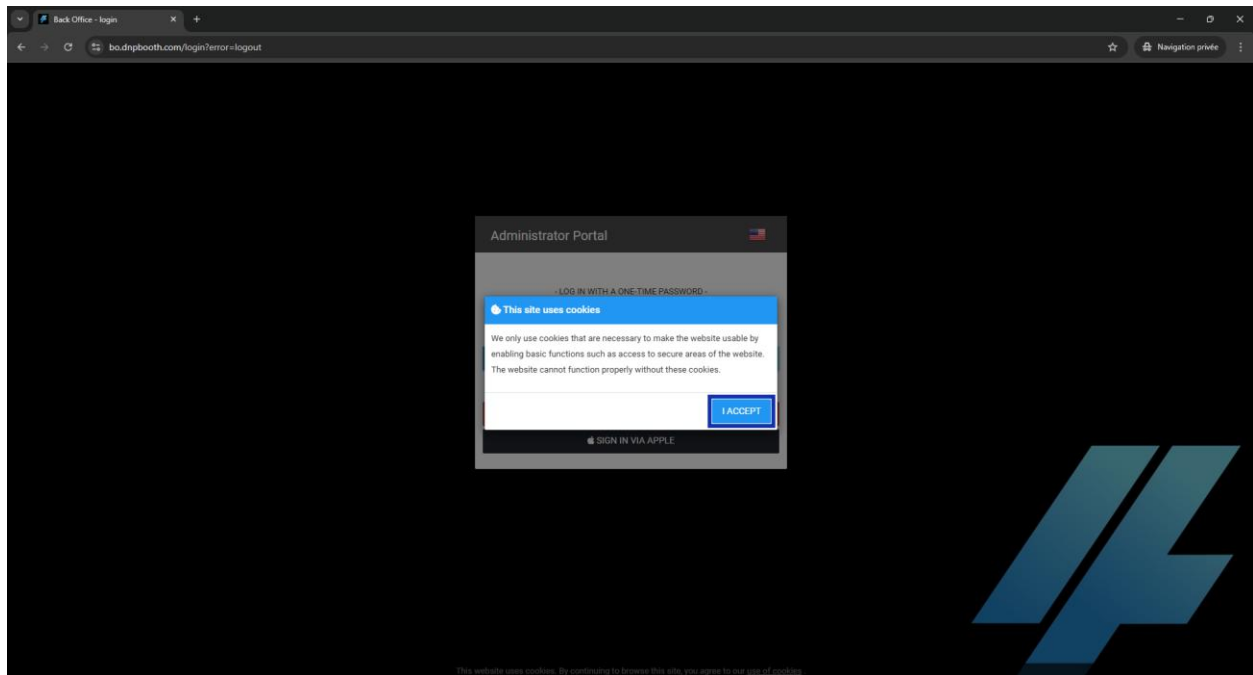 Back Office – login
bo.dnpbooth.com/login?error=logout
Navigation privée
Administrator Portal
- LOG IN WITH A ONE-TIME PASSWORD -
This site uses cookies
We only use cookies that are necessary to make the website usable by
enabling basic functions such as access to secure areas of the website.
The website cannot function properly without these cookies.
I ACCEPT
SIGN IN VIA APPLE
This website uses cookies. By continuing to browse this site, you agree to our use of cookies